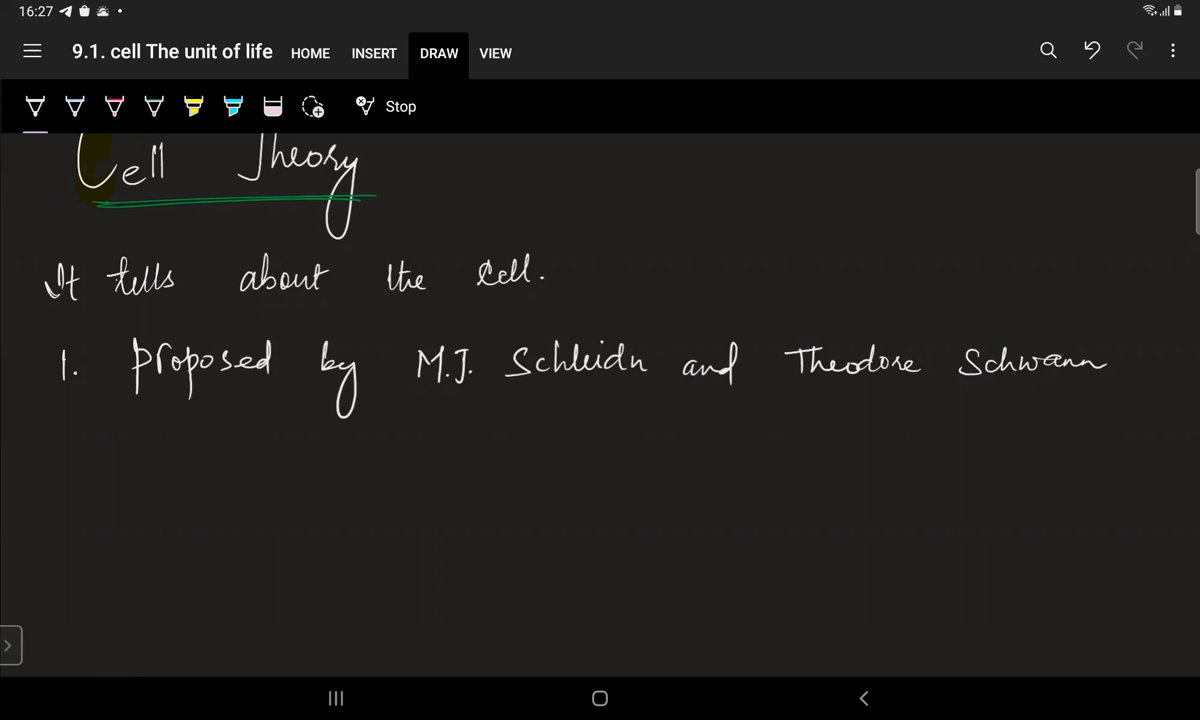 16:27
9.1. cell The unit of life HOME INSERT DRAW VIEW
Stop
Cell Theory
It tells about the cell.
1. Proposed by M.J. Schleidn and Theodore Schwann